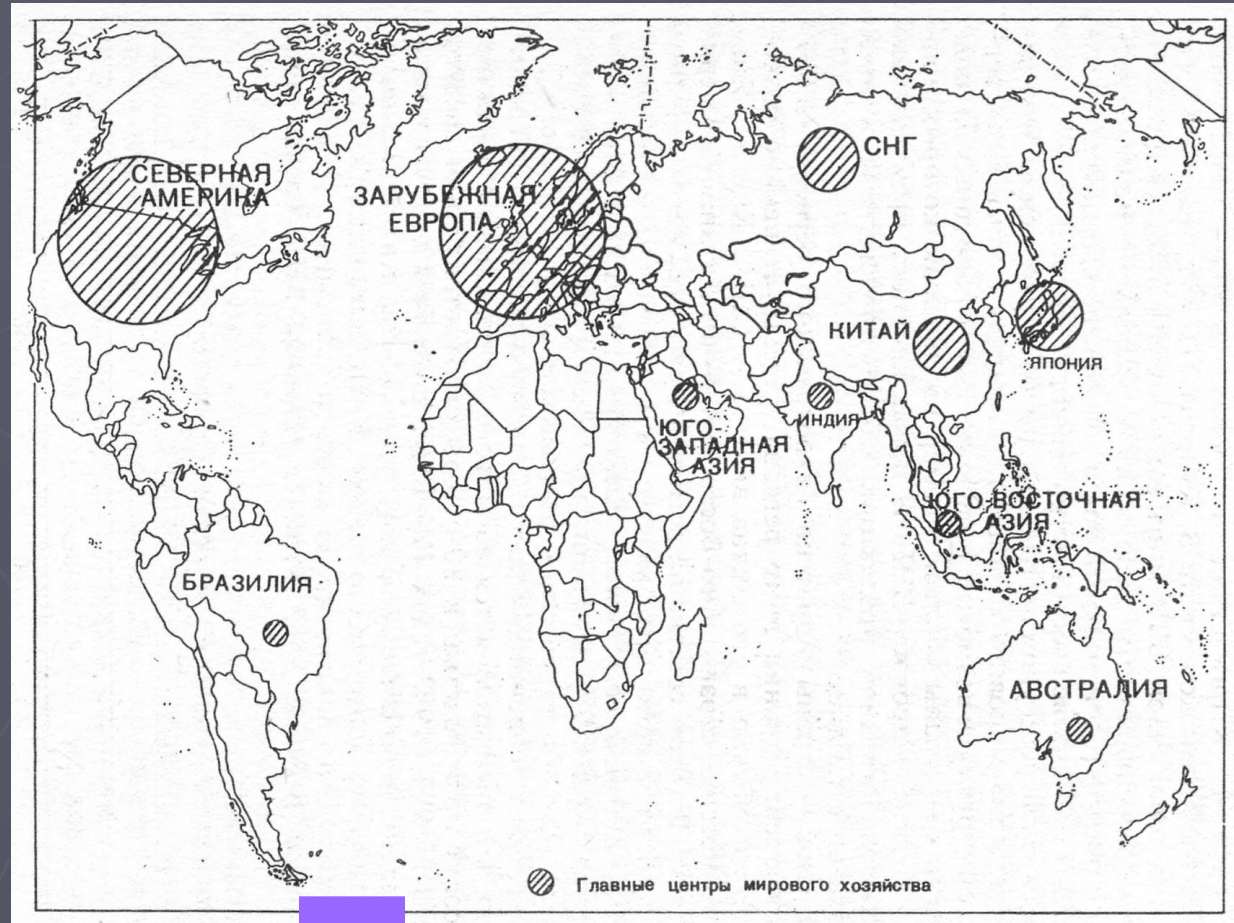 СЕВЕРНАЯ
АМЕРИКА
ЗАРУБЕЖНАЯ
ЕВРОПА
СНГ
КИТАЙ
ЯПОНИЯ
ИНДИЯ
ЮГО-
ЗАПАДНАЯ
АЗИЯ
ЮГО-ВОСТОЧНАЯ
АЗИЯ
БРАЗИЛИЯ
АВСТРАЛИЯ
Главные центры мирового хозяйства